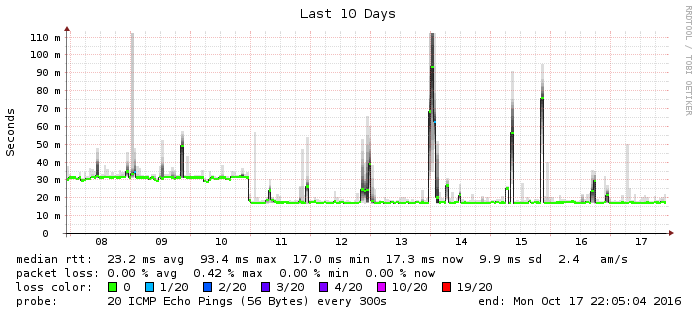 Last 10 Days
RRDTOOL / TOBI OETIKER
Seconds
110 m
100 m
90 m
80 m
70 m
60 m
50 m
40 m
30 m
20 m
10 m
0
08 09 10 11 12 13 14 15 16 17
median rtt: 23.2 ms avg 93.4 ms max 17.0 ms min 17.3 ms now 9.9 ms sd 2.4 am/s
packet loss: 0.00 % avg 0.42 % max 0.00 % min 0.00 % now
loss color: 0 1/20 2/20 3/20 4/20 10/20 19/20
probe: 20 ICMP Echo Pings (56 Bytes) every 300s end: Mon Oct 17 22:05:04 2016